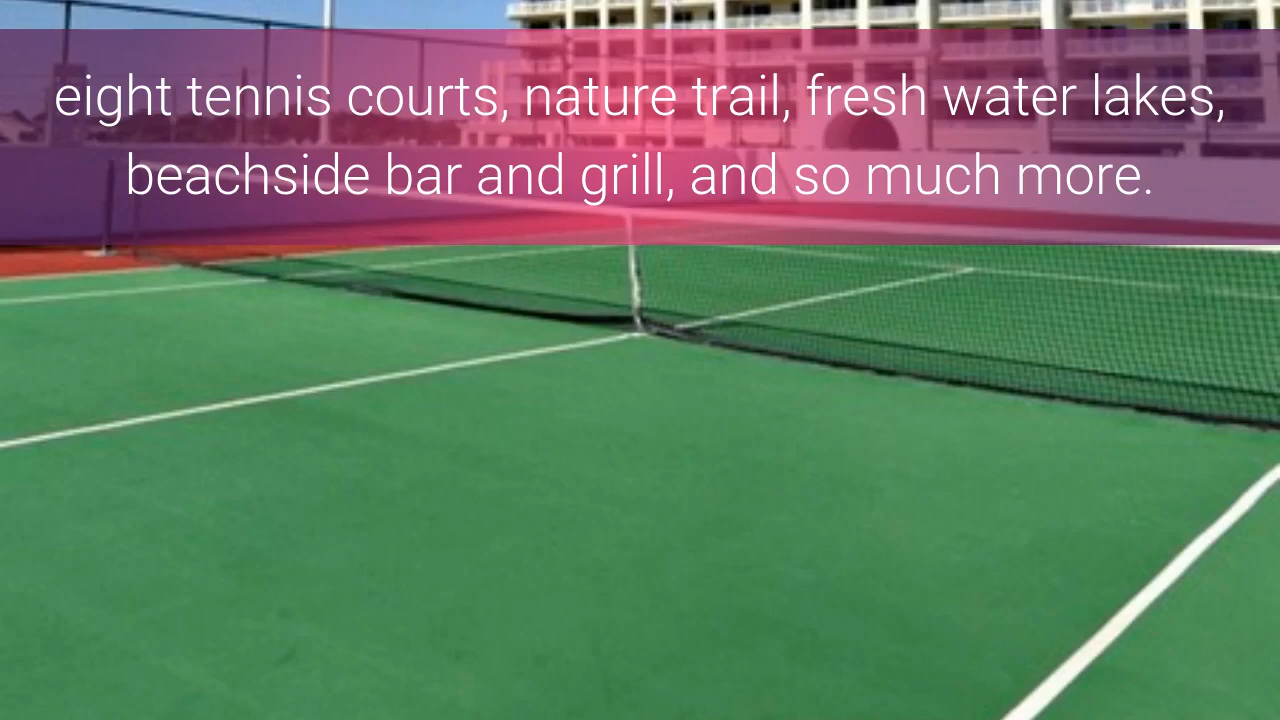 eight tennis courts, nature trail, fresh water lakes,
beachside bar and grill, and so much more.